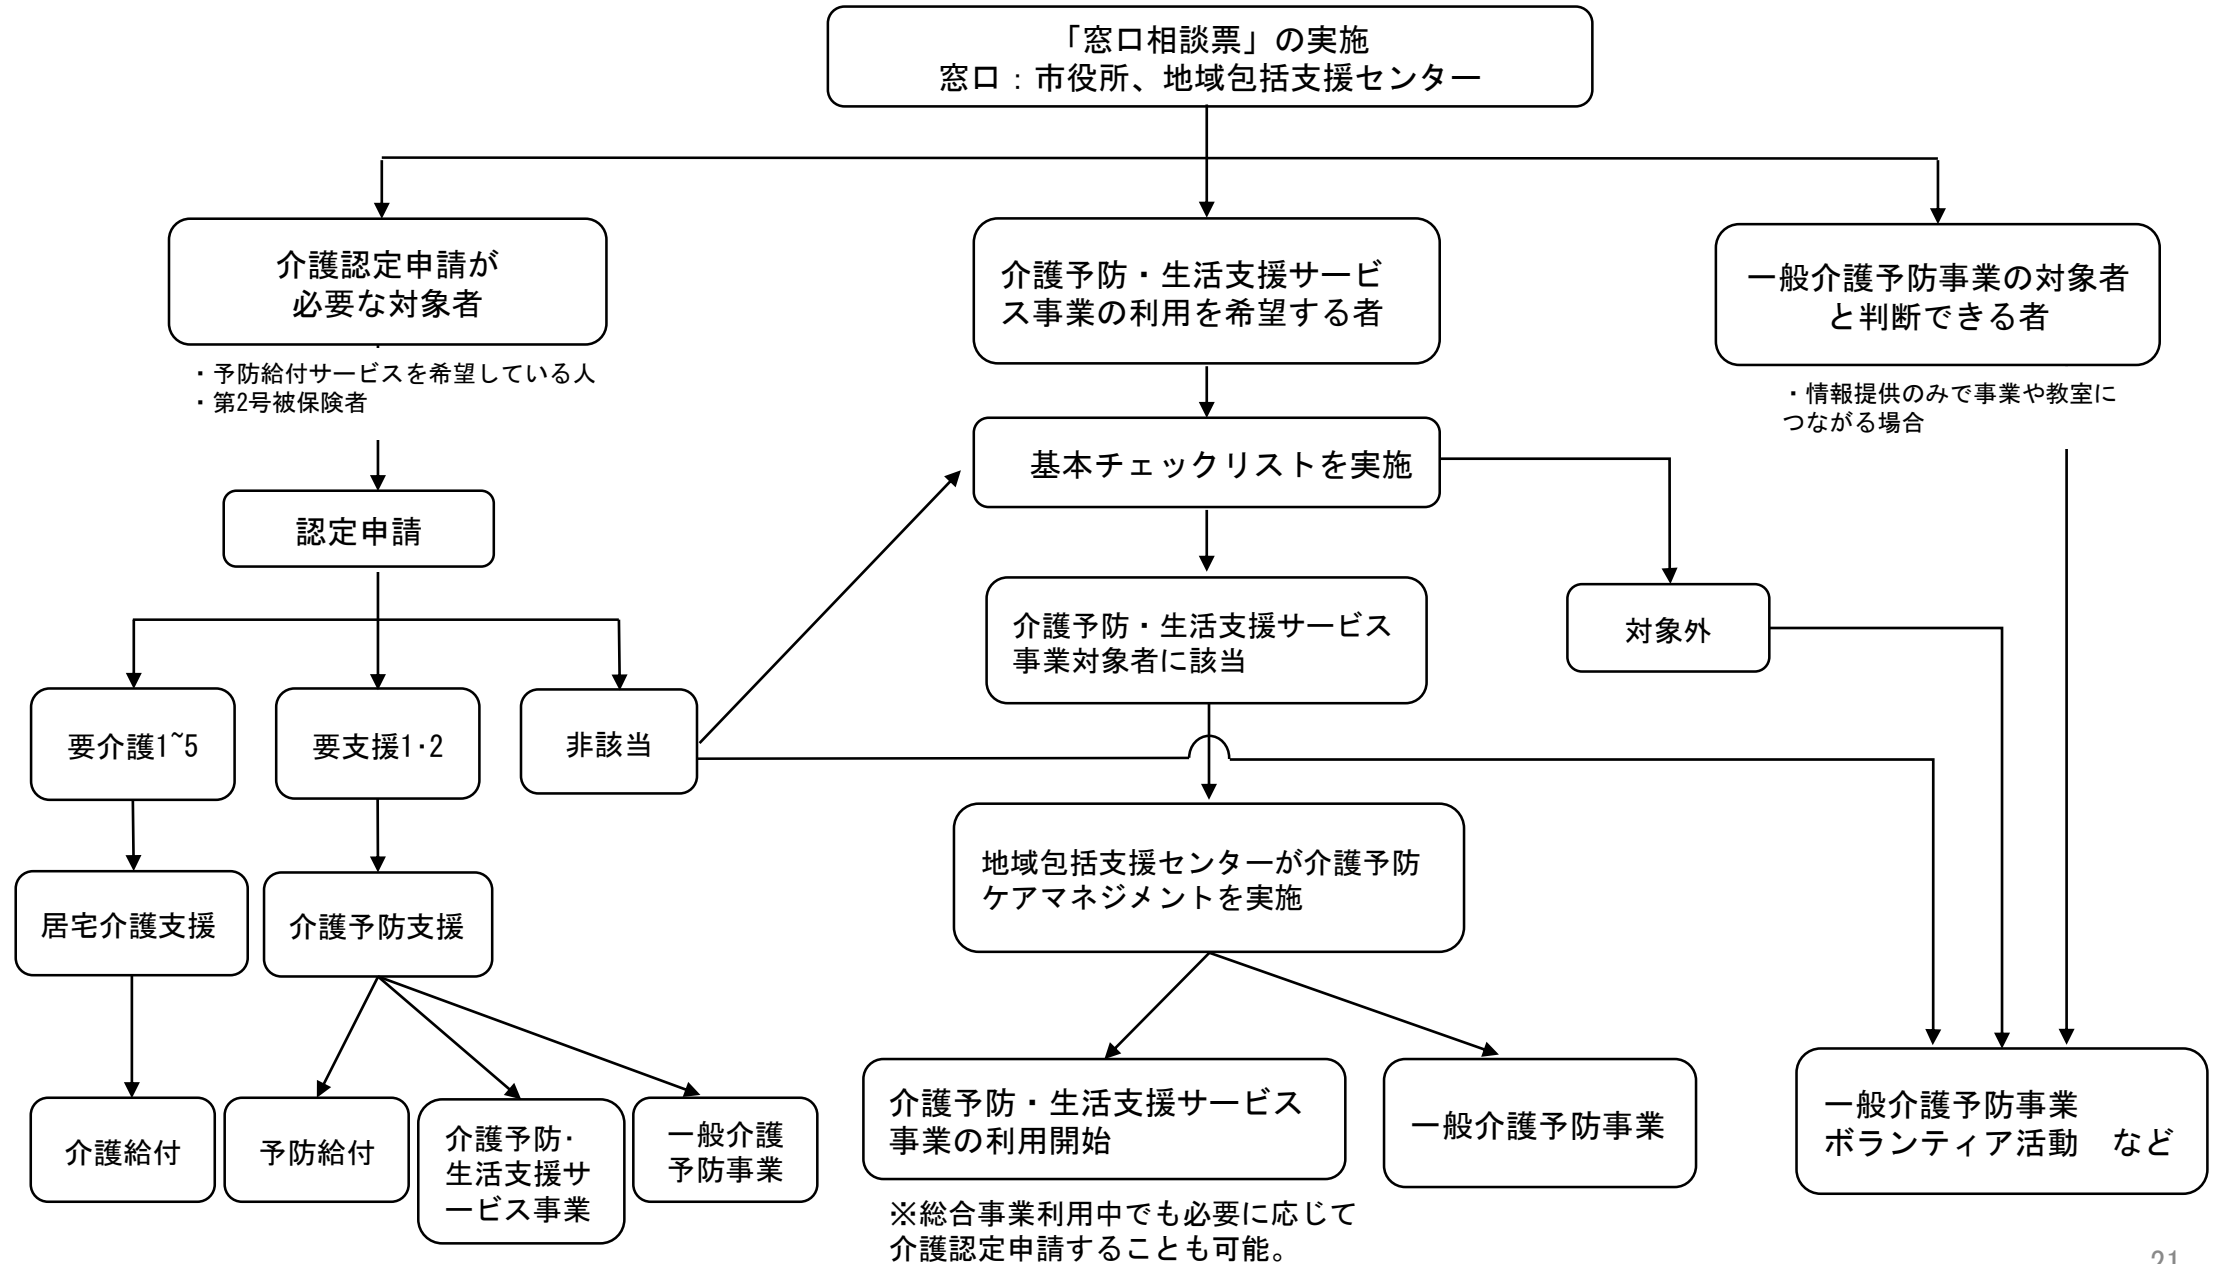 「窓口相談票」の実施
窓口：市役所、地域包括支援センター
介護認定申請が
必要な対象者
・予防給付サービスを希望している人
・第2号被保険者
介護予防・生活支援サービ
ス事業の利用を希望する者
一般介護予防事業の対象者
と判断できる者
・情報提供のみで事業や教室に
つながる場合
基本チェックリストを実施
認定申請
介護予防・生活支援サービス
事業対象者に該当
対象外
要介護1~5
要支援1・2
非該当
地域包括支援センターが介護予防
ケアマネジメントを実施
居宅介護支援
介護予防支援
介護給付
予防給付
介護予防・
生活支援サ
ービス事業
一般介護
予防事業
介護予防・生活支援サービス
事業の利用開始
一般介護予防事業
一般介護予防事業
ボランティア活動　など
※総合事業利用中でも必要に応じて
介護認定申請することも可能。
21